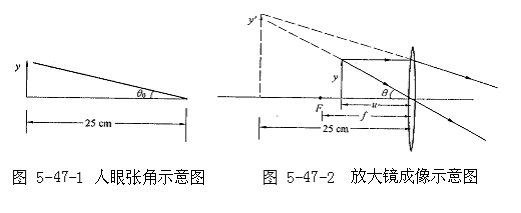 y
θ₀
25 cm
图 5-47-1 人眼张角示意图
y'
y
θ
F
u
f
25 cm
图 5-47-2 放大镜成像示意图